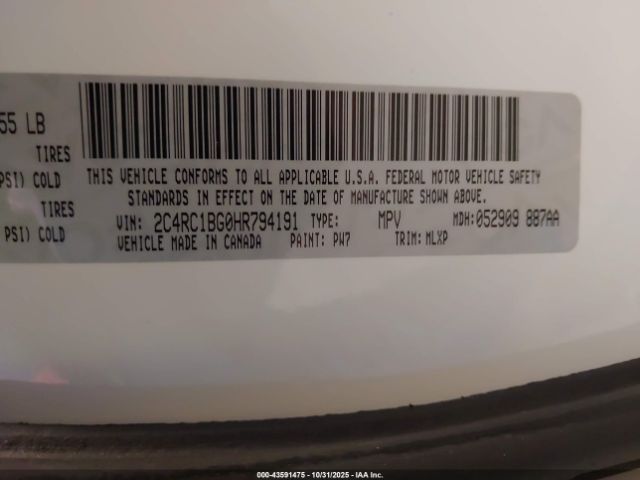 55 LB
TIRES
PSI) COLD
TIRES
PSI) COLD
THIS VEHICLE CONFORMS TO ALL APPLICABLE U.S.A. FEDERAL MOTOR VEHICLE SAFETY
STANDARDS IN EFFECT ON THE DATE OF MANUFACTURE SHOWN ABOVE.
VIN: 2C4RC1BG0HR794191 TYPE: MPV MDH:052909 887AA
VEHICLE MADE IN CANADA PAINT: PW7 TRIM: MLXP
000-43591475 - 10/31/2025 - IAA Inc.